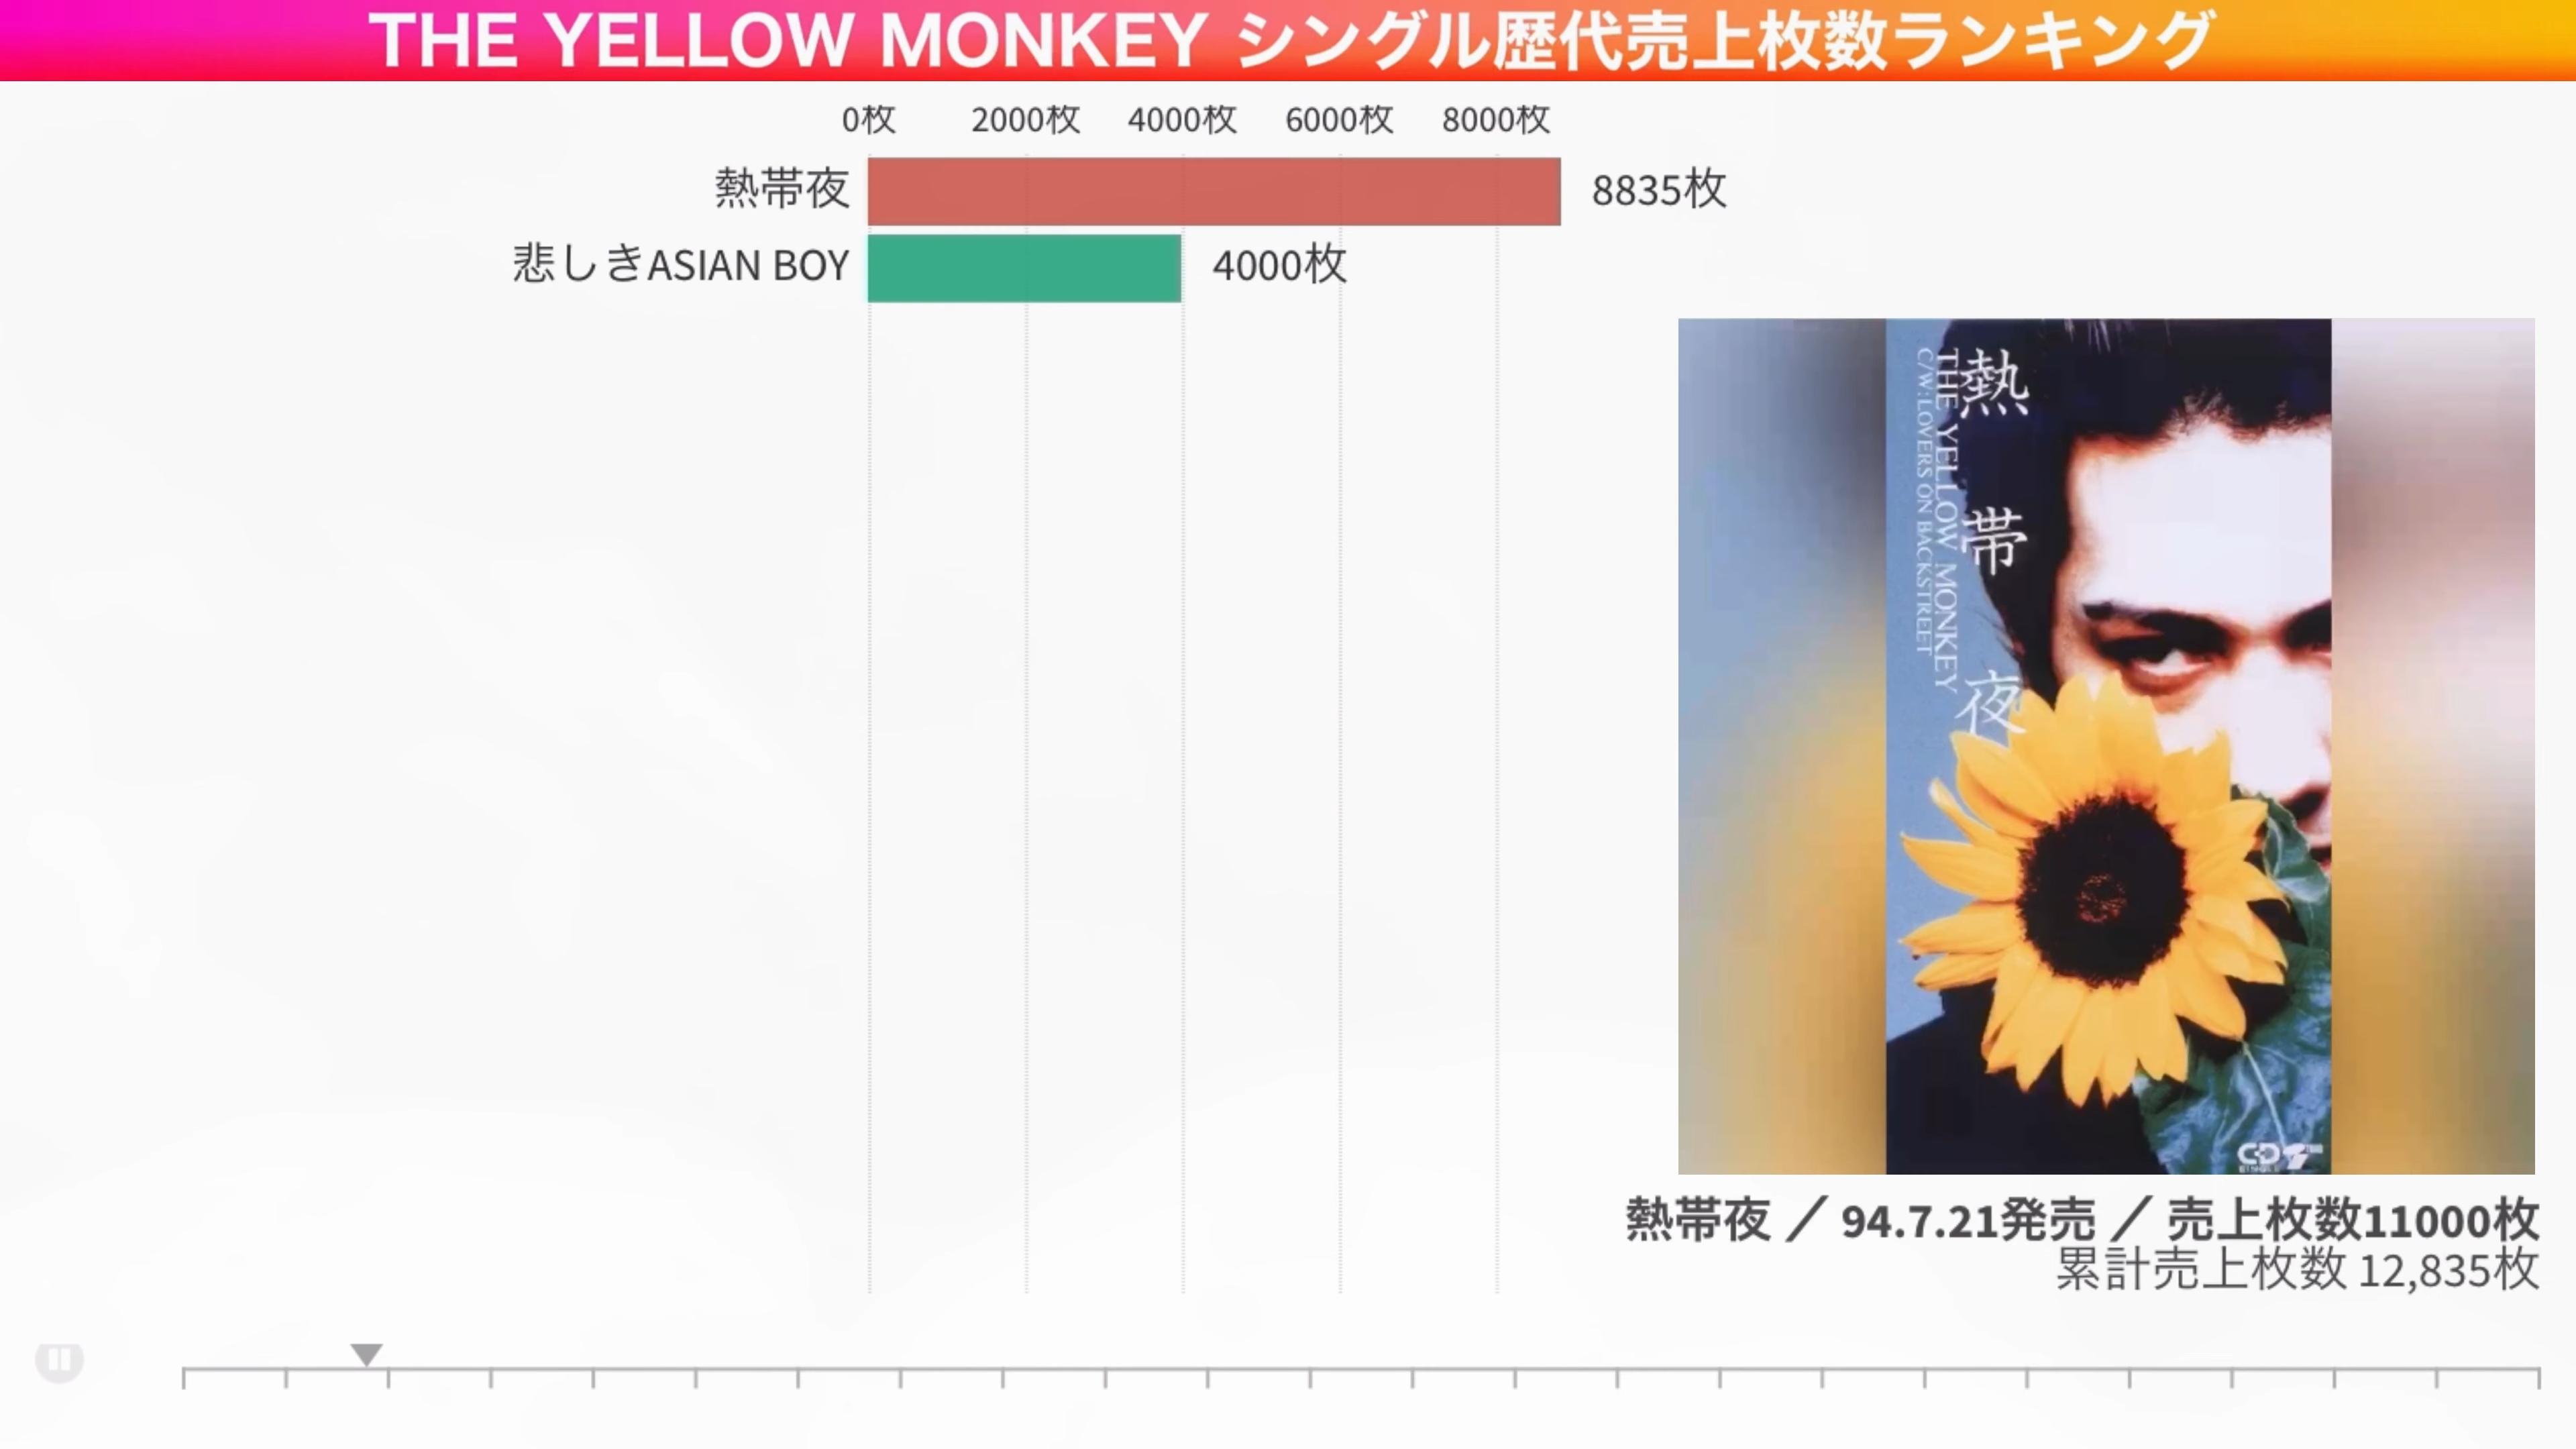 THE YELLOW MONKEY シングル歴代売上枚数ランキング
0枚 2000枚 4000枚 6000枚 8000枚
熱帯夜 8835枚
悲しきASIAN BOY 4000枚
熱帯夜
THE YELLOW MONKEY
C/W:LOVERS ON BACKSTREET
CD
SINGLE
熱帯夜 ／ 94.7.21発売 ／ 売上枚数11000枚
累計売上枚数 12,835枚